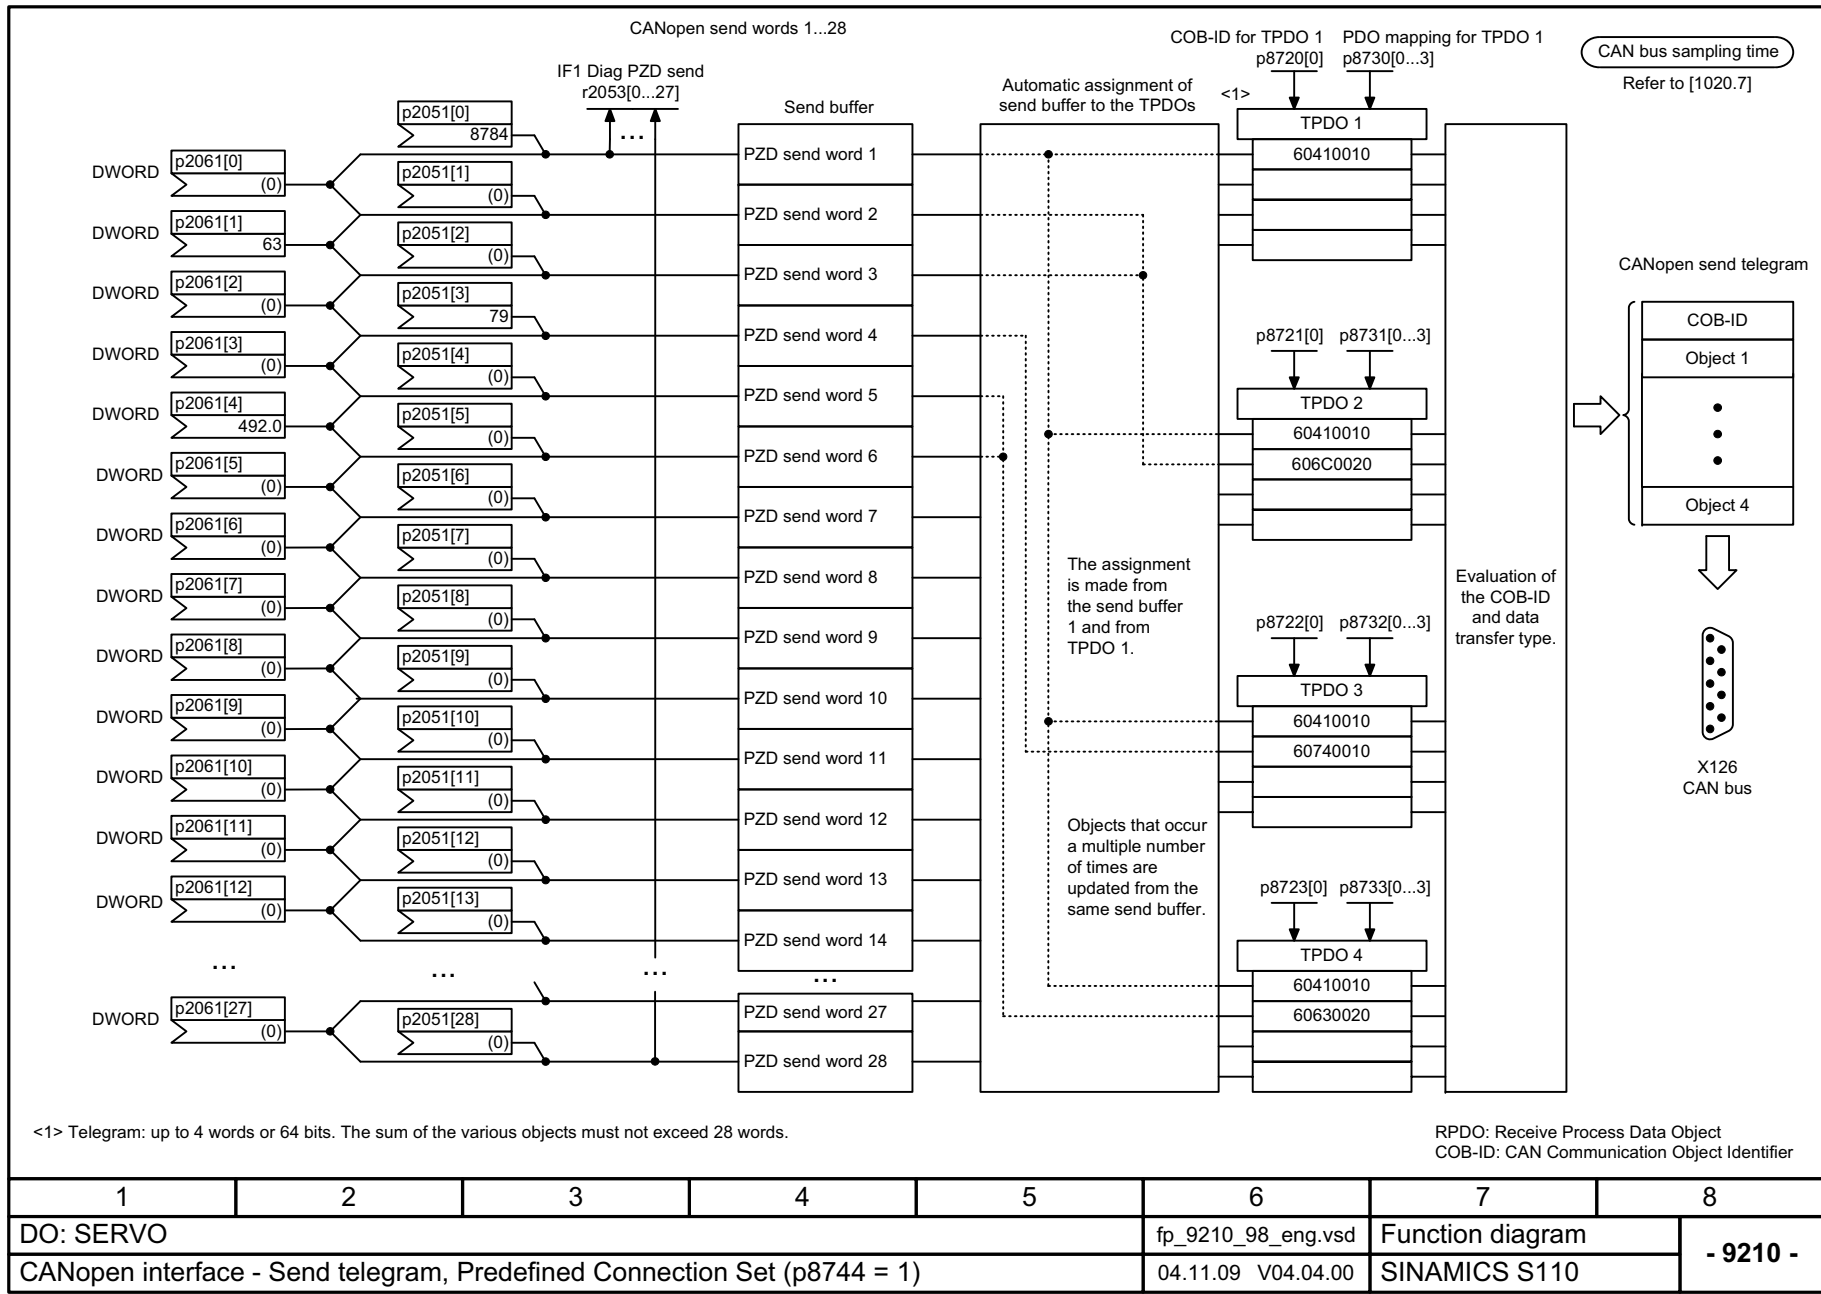 CANopen send words 1...28
COB-ID for TPDO 1
p8720[0]
PDO mapping for TPDO 1
p8730[0...3]
CAN bus sampling time
Refer to [1020.7]
IF1 Diag PZD send
r2053[0...27]
Send buffer
Automatic assignment of
send buffer to the TPDOs
<1>
DWORD
p2061[0]
(0)
DWORD
p2061[1]
63
DWORD
p2061[2]
(0)
DWORD
p2061[3]
(0)
DWORD
p2061[4]
492.0
DWORD
p2061[5]
(0)
DWORD
p2061[6]
(0)
DWORD
p2061[7]
(0)
DWORD
p2061[8]
(0)
DWORD
p2061[9]
(0)
DWORD
p2061[10]
(0)
DWORD
p2061[11]
(0)
DWORD
p2061[12]
(0)
...
DWORD
p2061[27]
(0)
p2051[0]
8784
p2051[1]
(0)
p2051[2]
(0)
p2051[3]
79
p2051[4]
(0)
p2051[5]
(0)
p2051[6]
(0)
p2051[7]
(0)
p2051[8]
(0)
p2051[9]
(0)
p2051[10]
(0)
p2051[11]
(0)
p2051[12]
(0)
p2051[13]
(0)
...
p2051[28]
(0)
...
...
PZD send word 1
PZD send word 2
PZD send word 3
PZD send word 4
PZD send word 5
PZD send word 6
PZD send word 7
PZD send word 8
PZD send word 9
PZD send word 10
PZD send word 11
PZD send word 12
PZD send word 13
PZD send word 14
...
PZD send word 27
PZD send word 28
The assignment
is made from
the send buffer
1 and from
TPDO 1.
Objects that occur
a multiple number
of times are
updated from the
same send buffer.
TPDO 1
60410010
p8721[0]
p8731[0...3]
TPDO 2
60410010
606C0020
p8722[0]
p8732[0...3]
TPDO 3
60410010
60740010
p8723[0]
p8733[0...3]
TPDO 4
60410010
60630020
Evaluation of
the COB-ID
and data
transfer type.
CANopen send telegram
COB-ID
Object 1
Object 4
X126
CAN bus
<1> Telegram: up to 4 words or 64 bits. The sum of the various objects must not exceed 28 words.
RPDO: Receive Process Data Object
COB-ID: CAN Communication Object Identifier
1 2 3 4 5 6 7 8
DO: SERVO
fp_9210_98_eng.vsd
Function diagram
- 9210 -
CANopen interface - Send telegram, Predefined Connection Set (p8744 = 1)
04.11.09 V04.04.00
SINAMICS S110